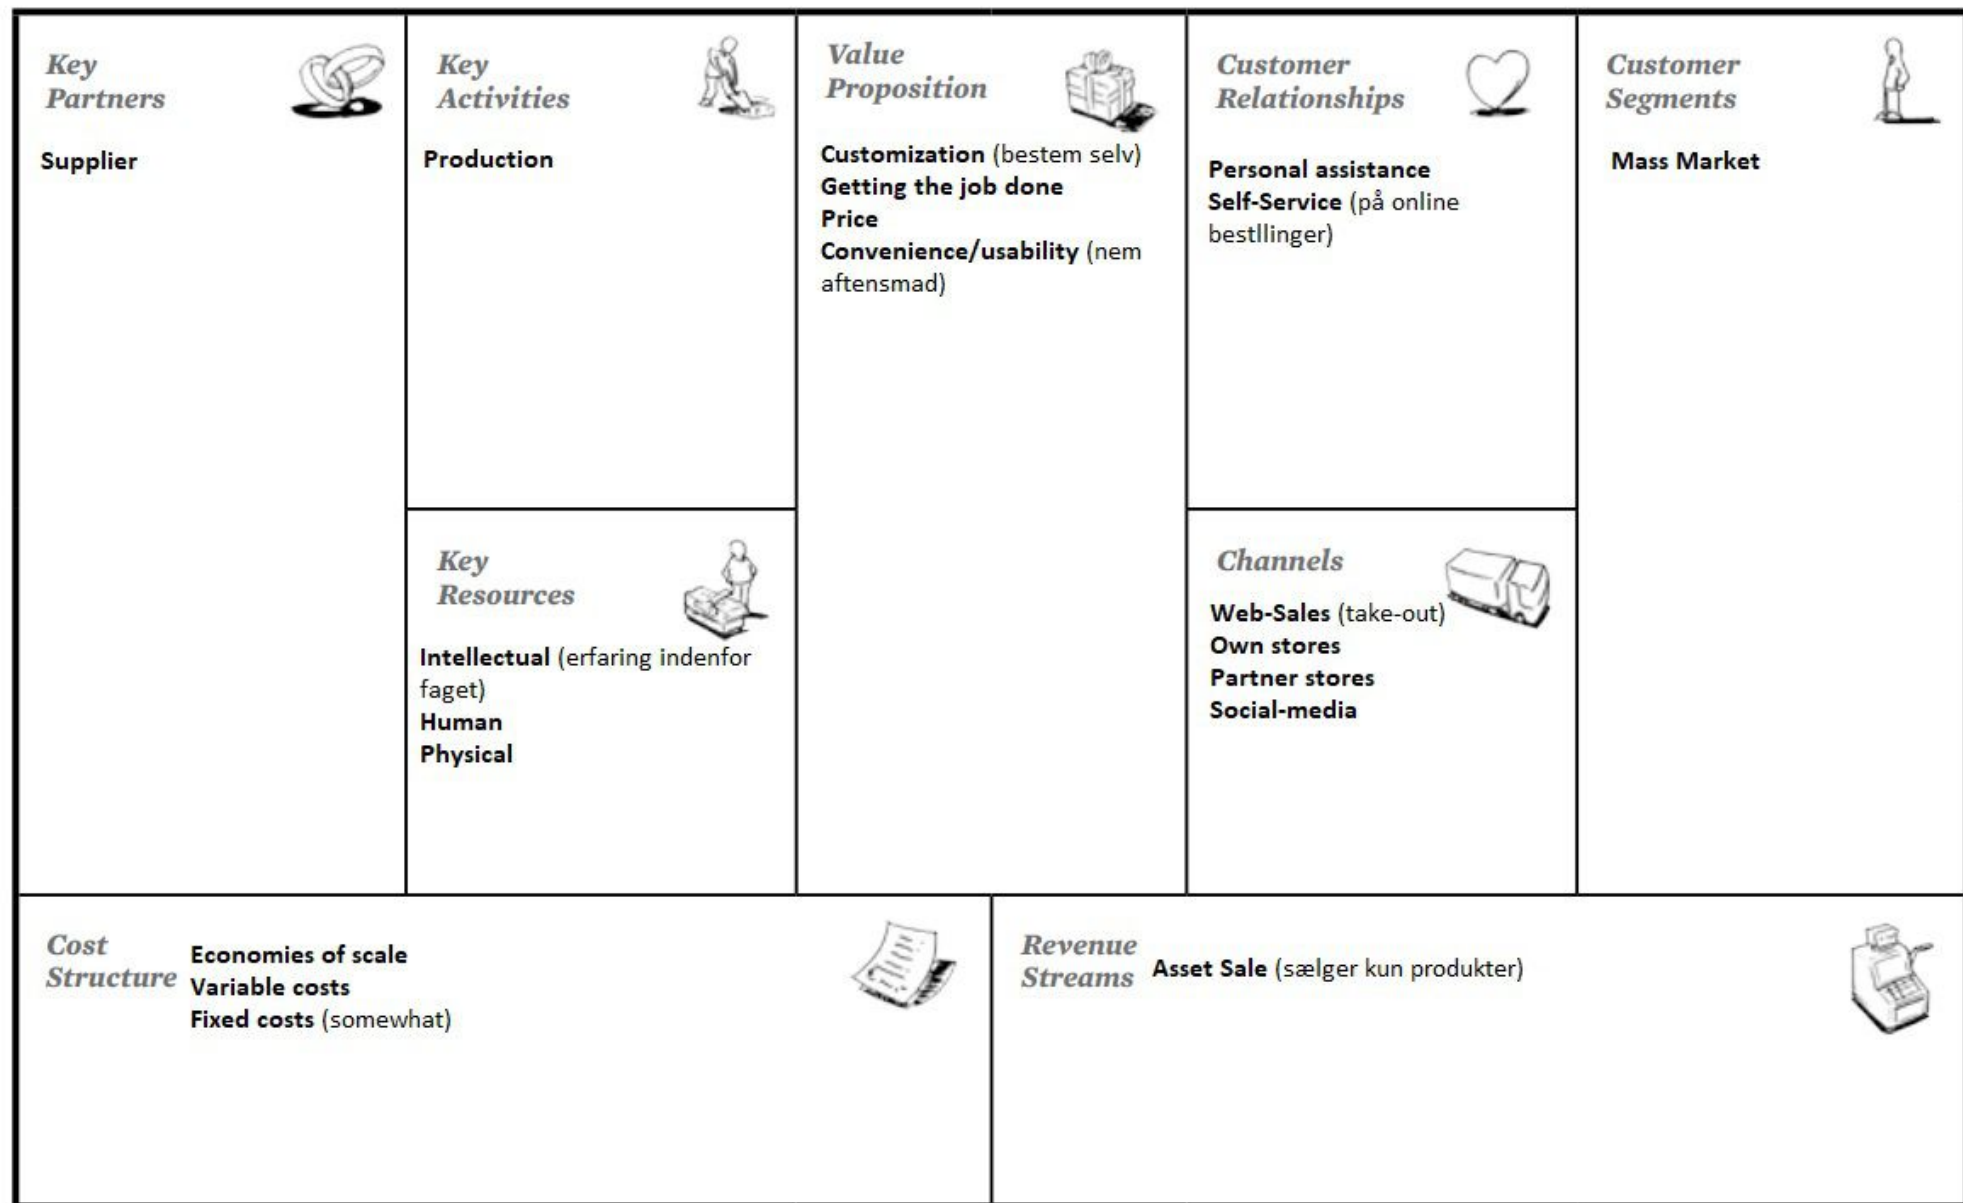 Key
Partners
Supplier
Key
Activities
Production
Key
Resources
Intellectual (erfaring indenfor
faget)
Human
Physical
Value
Proposition
Customization (bestem selv)
Getting the job done
Price
Convenience/usability (nem
aftensmad)
Customer
Relationships
Personal assistance
Self-Service (på online
bestllinger)
Channels
Web-Sales (take-out)
Own stores
Partner stores
Social-media
Customer
Segments
Mass Market
Cost
Structure
Economies of scale
Variable costs
Fixed costs (somewhat)
Revenue
Streams
Asset Sale (sælger kun produkter)